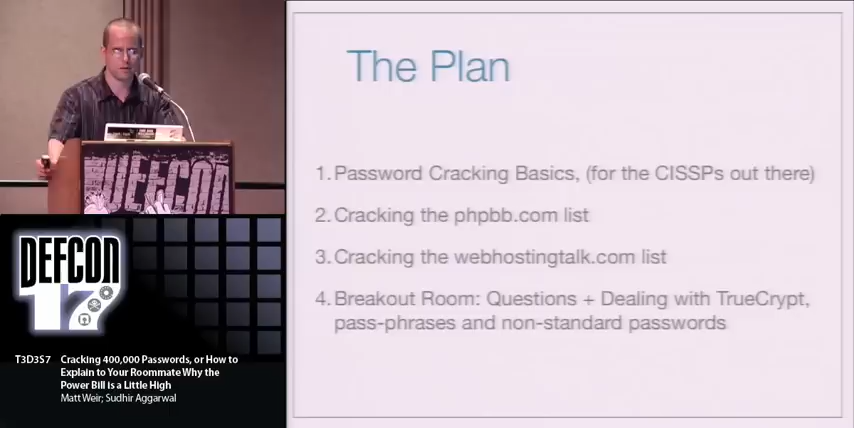 The Plan
1. Password Cracking Basics, (for the CISSPs out there)
2. Cracking the phpbb.com list
3. Cracking the webhostingtalk.com list
4. Breakout Room: Questions + Dealing with TrueCrypt,
pass-phrases and non-standard passwords
DEFCON
DEFCON
17
T3D3S7 Cracking 400,000 Passwords, or How to
Explain to Your Roommate Why the
Power Bill is a Little High
Matt Weir; Sudhir Aggarwal